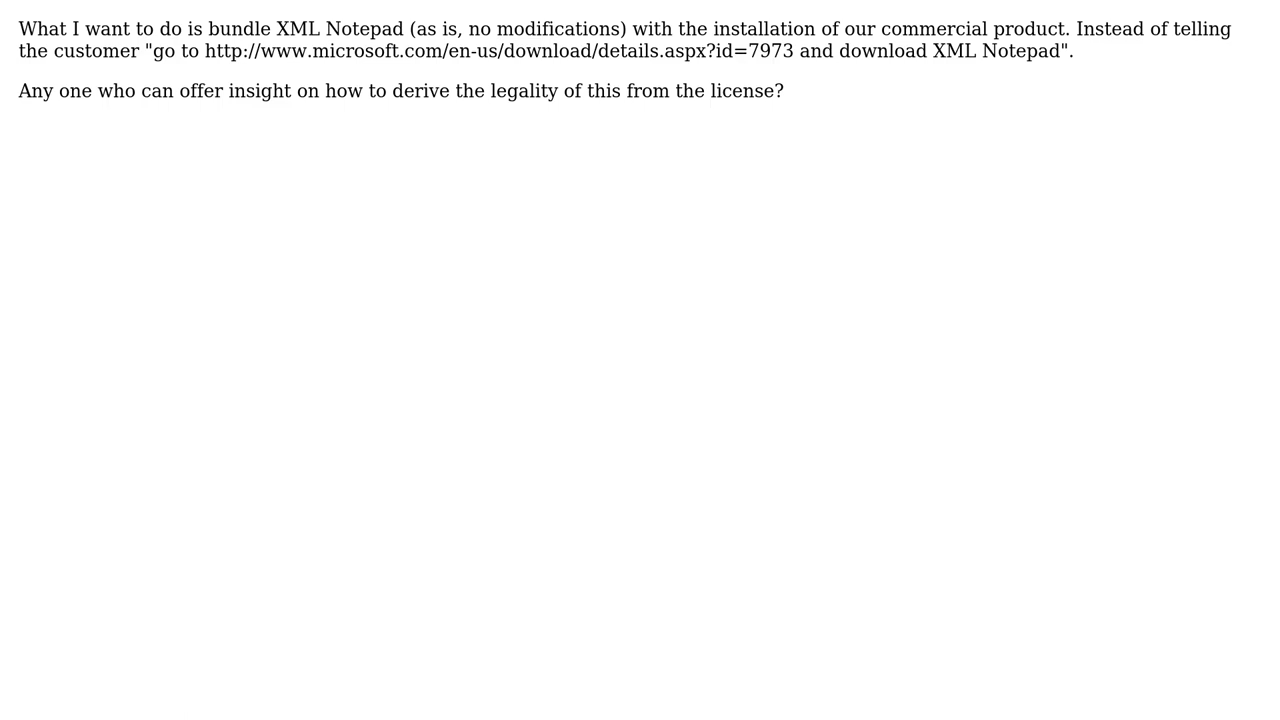 What I want to do is bundle XML Notepad (as is, no modifications) with the installation of our commercial product. Instead of telling
the customer "go to http://www.microsoft.com/en-us/download/details.aspx?id=7973 and download XML Notepad".
Any one who can offer insight on how to derive the legality of this from the license?